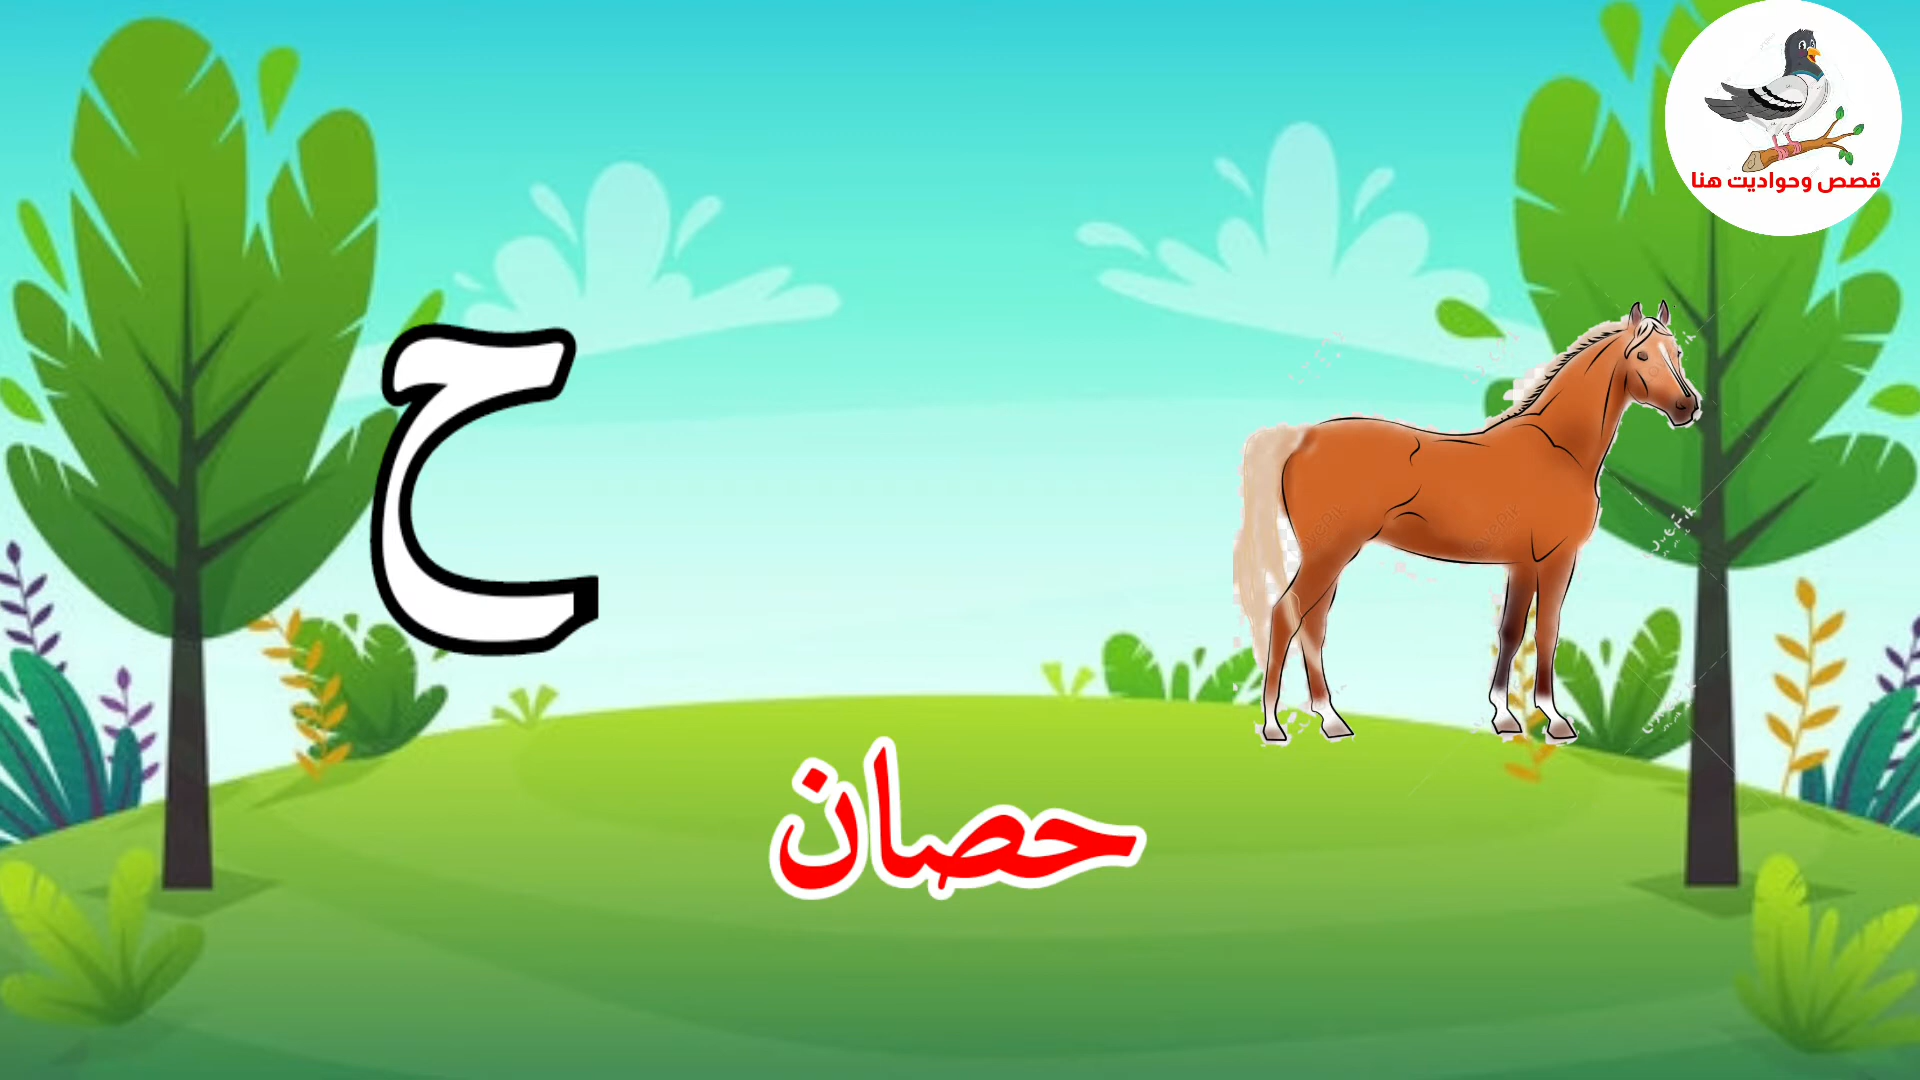 قصص وحواديت هنا
ح
حصان